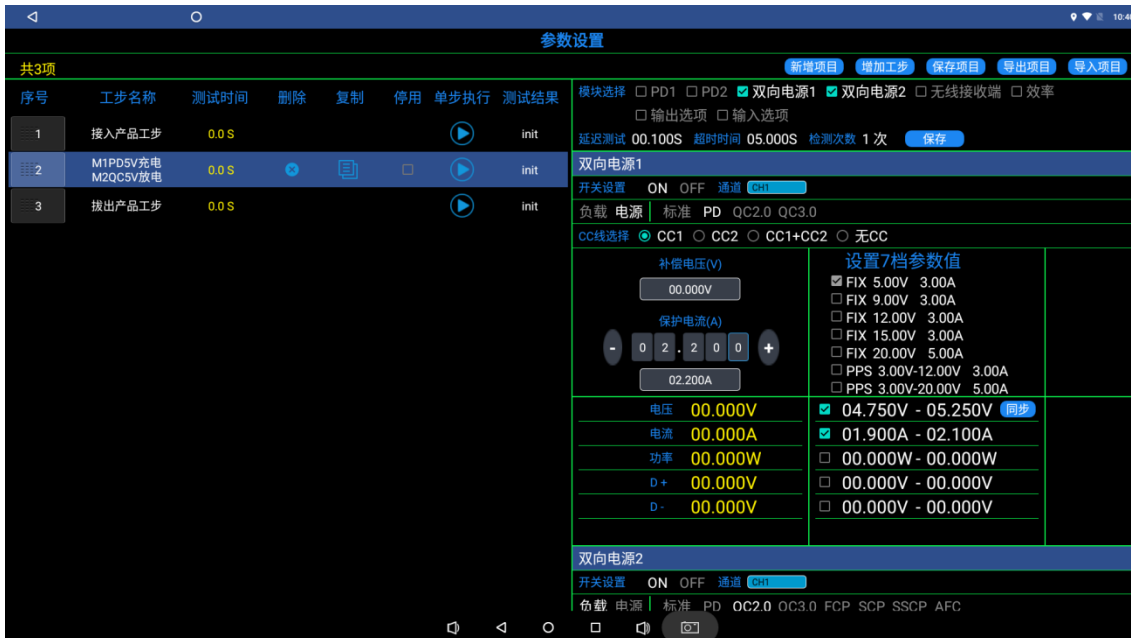 10:40
参数设置
共3项
新增项目 增加工步 保存项目 导出项目 导入项目
序号 工步名称 测试时间 删除 复制 停用 单步执行 测试结果
1 接入产品工步 0.0 S init
2 M1PD5V充电 0.0 S init
M2QC5V放电
3 拔出产品工步 0.0 S init
模块选择 PD1 PD2 双向电源1 双向电源2 无线接收端 效率
输出选项 输入选项
延迟测试 00.100S 超时时间 05.000S 检测次数 1 次 保存
双向电源1
开关设置 ON OFF 通道 CH1
负载 电源 标准 PD QC2.0 QC3.0
CC线选择 CC1 CC2 CC1+CC2 无CC
补偿电压(V)
00.000V
保护电流(A)
- 0 2 . 2 0 0 +
02.200A
设置7档参数值
FIX 5.00V 3.00A
FIX 9.00V 3.00A
FIX 12.00V 3.00A
FIX 15.00V 3.00A
FIX 20.00V 5.00A
PPS 3.00V-12.00V 3.00A
PPS 3.00V-20.00V 5.00A
电压 00.000V 04.750V - 05.250V 同步
电流 00.000A 01.900A - 02.100A
功率 00.000W 00.000W - 00.000W
D + 00.000V 00.000V - 00.000V
D - 00.000V 00.000V - 00.000V
双向电源2
开关设置 ON OFF 通道 CH1
负载 电源 标准 PD QC2.0 QC3.0 FCP SCP SSCP AFC